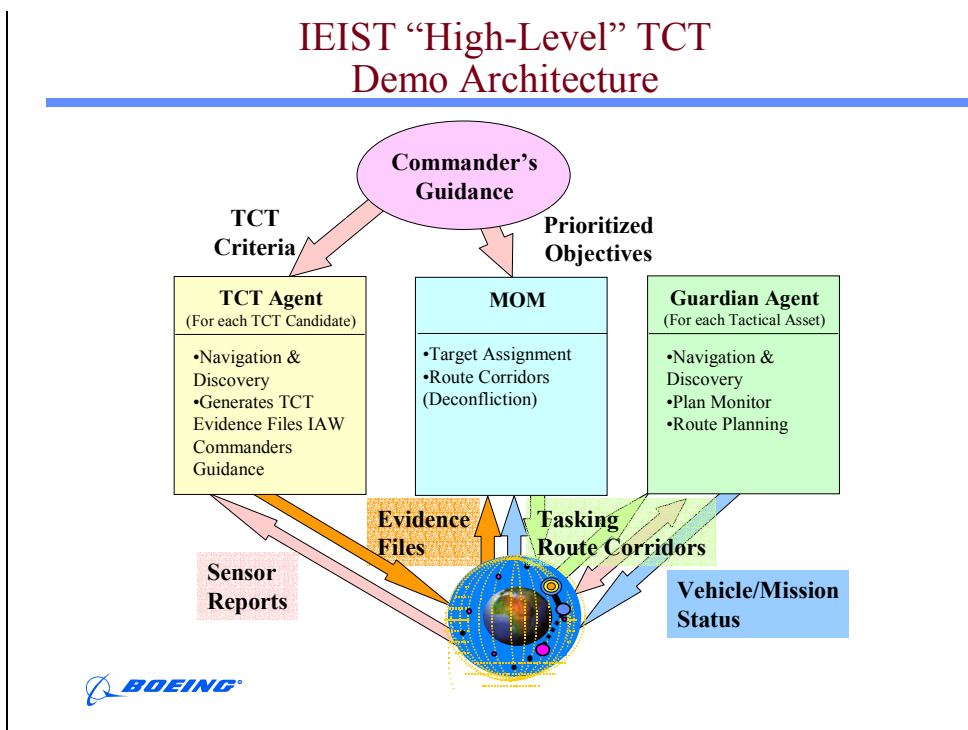 IEIST “High-Level” TCT
Demo Architecture
Commander's
Guidance
TCT
Criteria
Prioritized
Objectives
TCT Agent
(For each TCT Candidate)
•Navigation &
Discovery
•Generates TCT
Evidence Files IAW
Commanders
Guidance
MOM
•Target Assignment
•Route Corridors
(Deconfliction)
Guardian Agent
(For each Tactical Asset)
•Navigation &
Discovery
•Plan Monitor
•Route Planning
Evidence
Files
Tasking
Route Corridors
Sensor
Reports
Vehicle/Mission
Status
BOEING